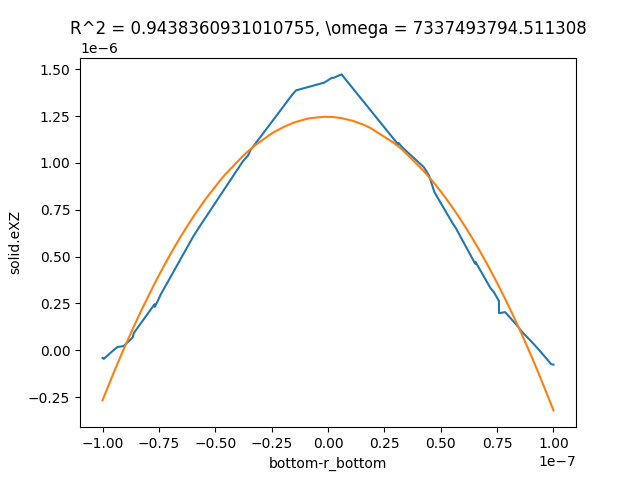 R^2 = 0.9438360931010755, \omega = 7337493794.511308
1e−6
1.50
1.25
1.00
0.75
0.50
0.25
0.00
−0.25
solid.eXZ
−1.00 −0.75 −0.50 −0.25 0.00 0.25 0.50 0.75 1.00
bottom-r_bottom
1e−7